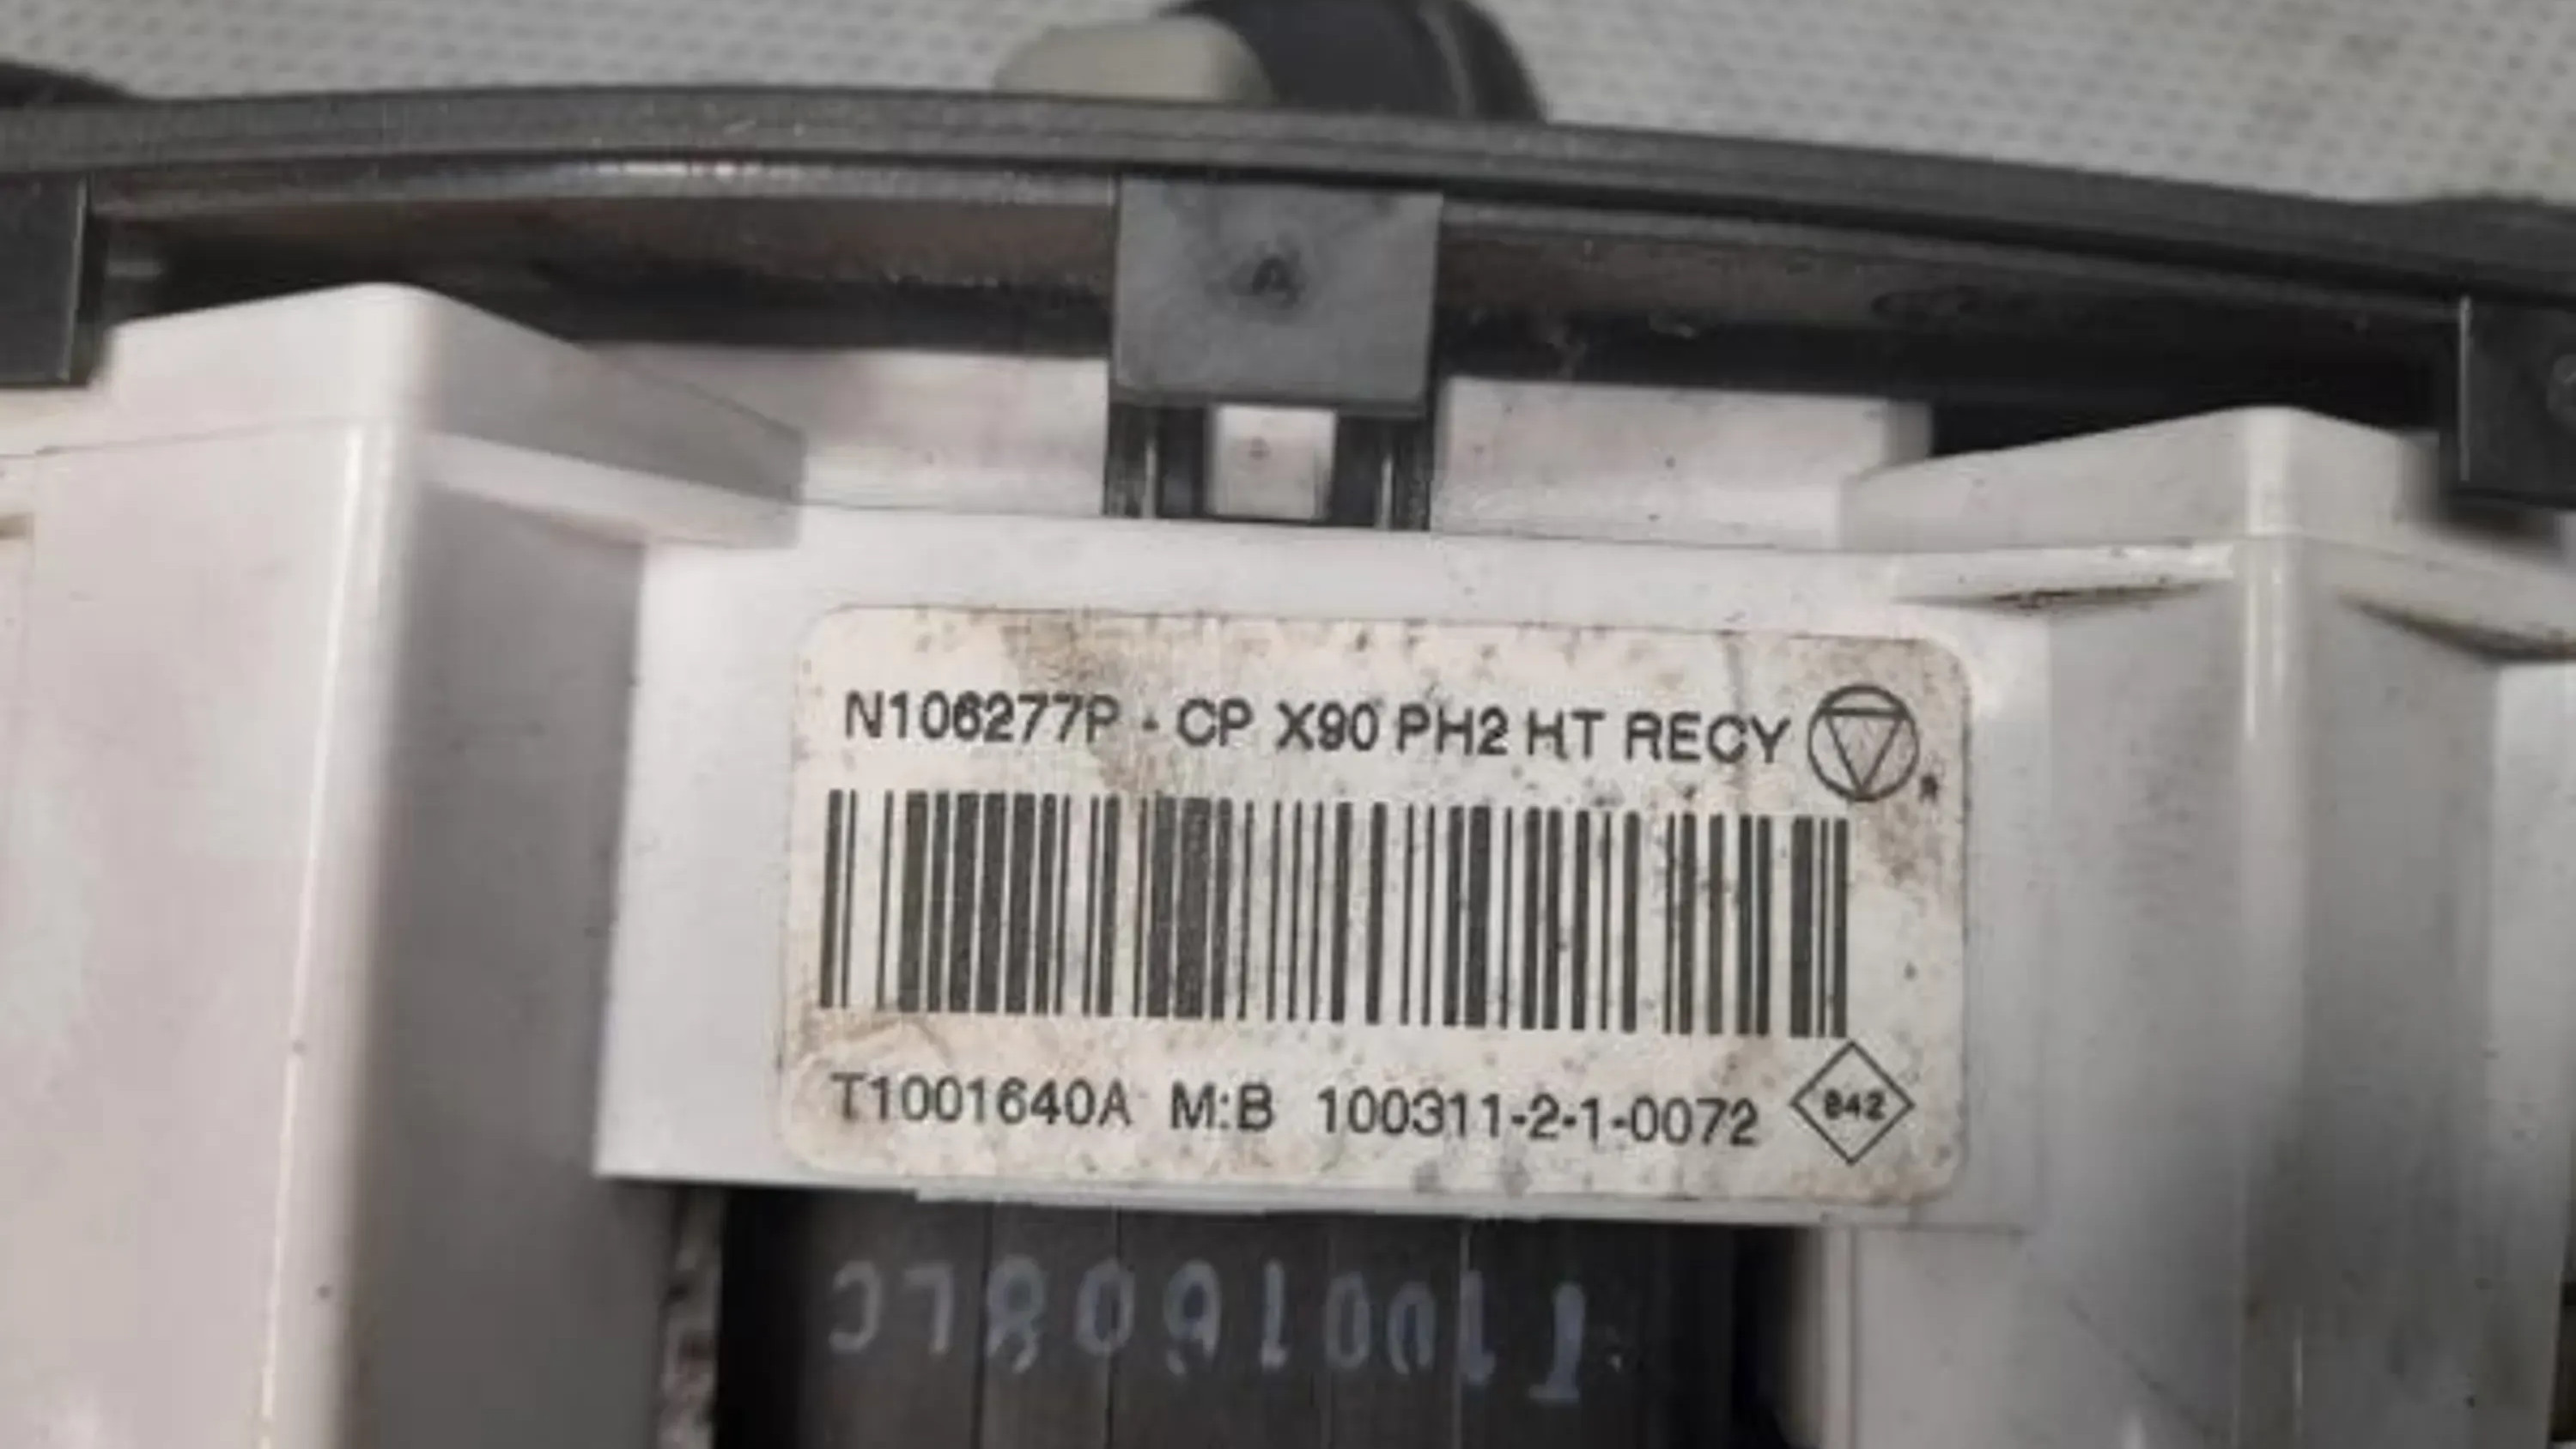 N106277P - CP X90 PH2 HT RECY
T1001640A M:B 100311-2-1-0072
842
T1001608LC